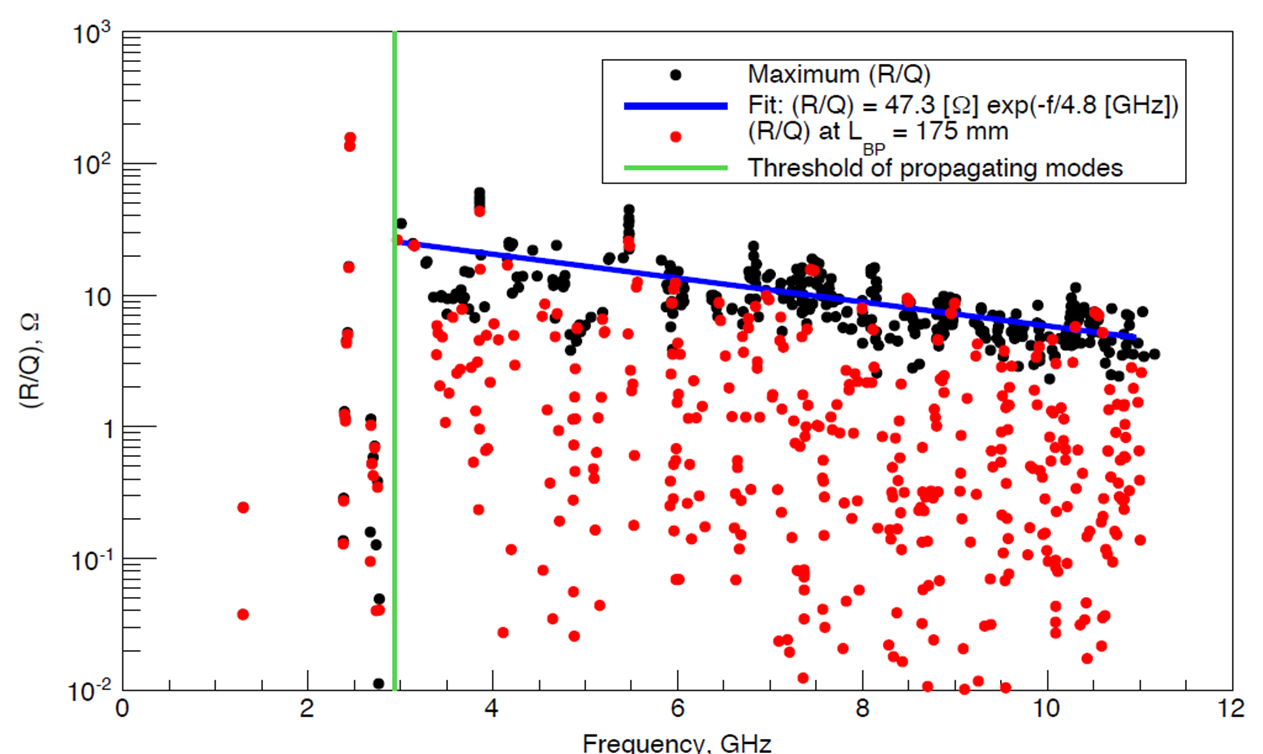 10³
Maximum (R/Q)
Fit: (R/Q) = 47.3 [Ω] exp(-f/4.8 [GHz])
(R/Q) at L_BP = 175 mm
Threshold of propagating modes
10²
10
1
10⁻¹
10⁻²
(R/Q), Ω
0 2 4 6 8 10 12
Frequency, GHz